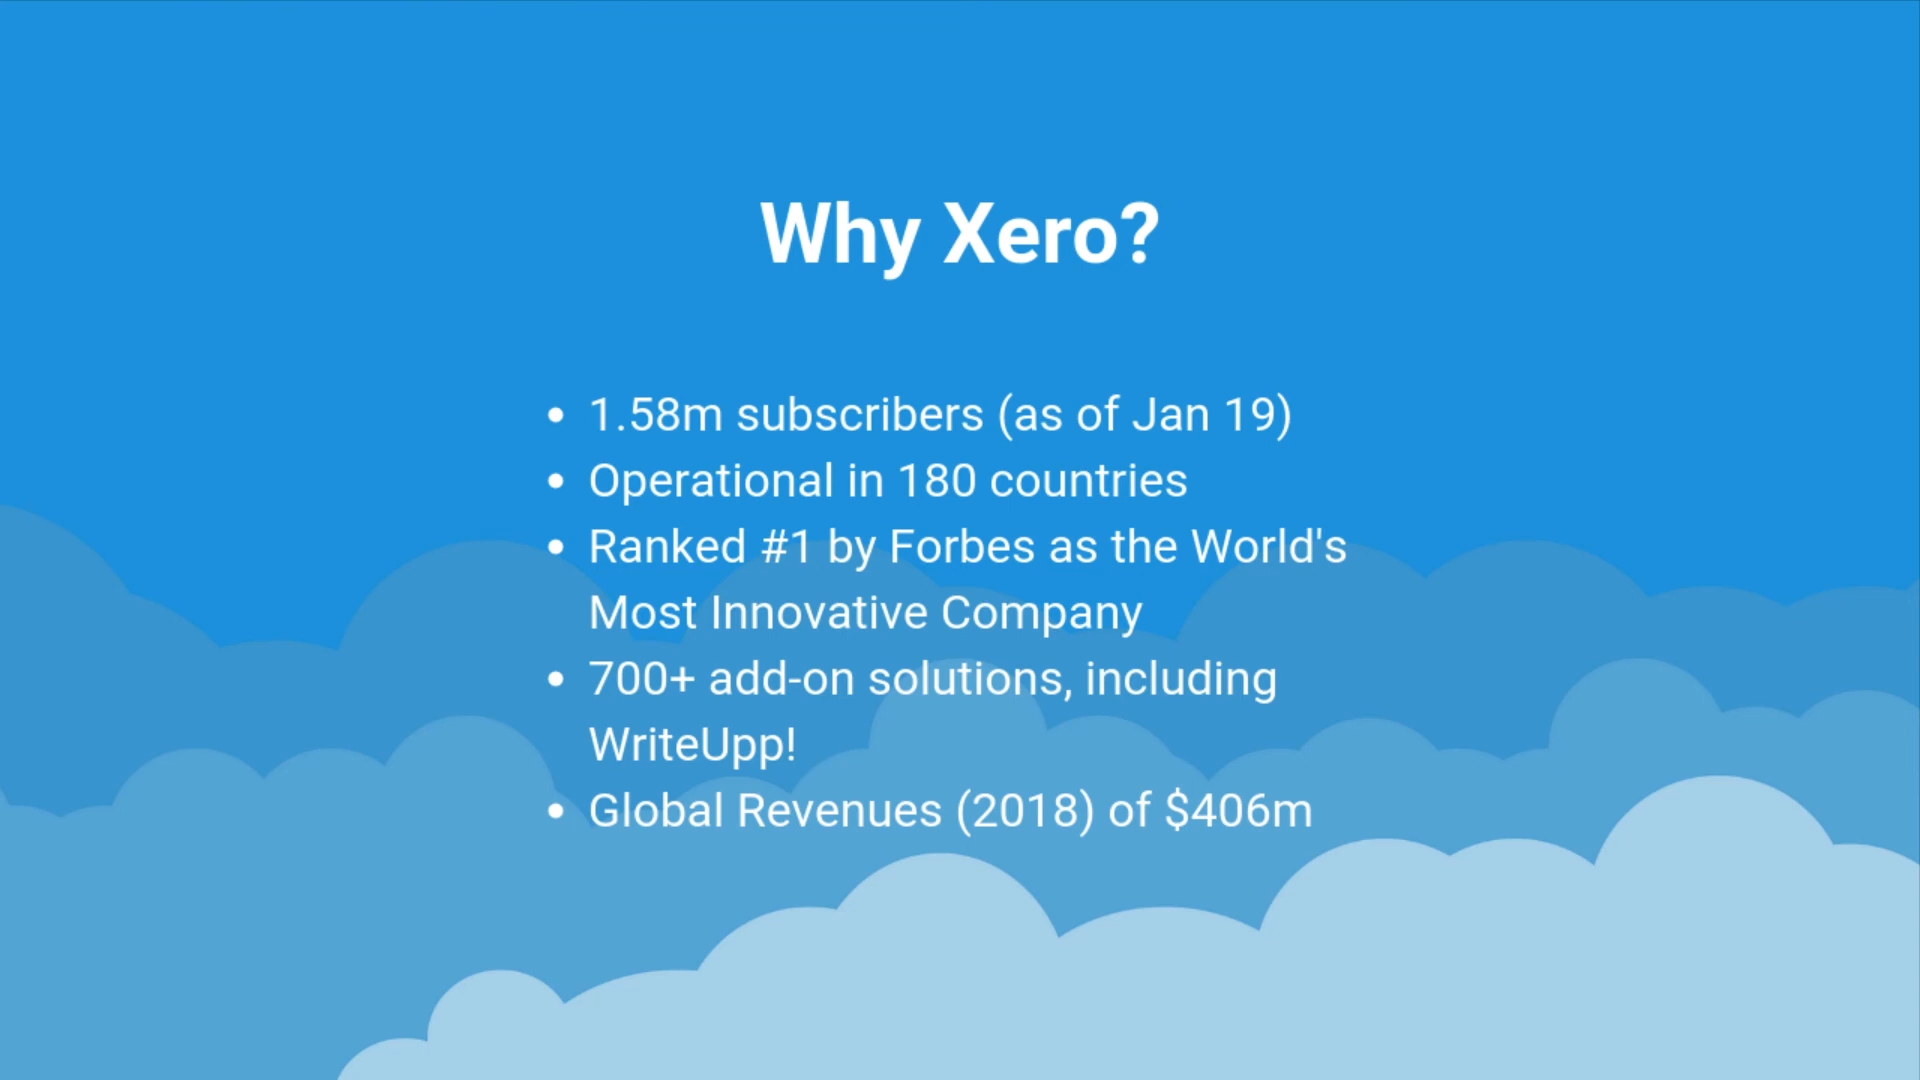 Why Xero?
• 1.58m subscribers (as of Jan 19)
• Operational in 180 countries
• Ranked #1 by Forbes as the World's
Most Innovative Company
• 700+ add-on solutions, including
WriteUpp!
• Global Revenues (2018) of $406m